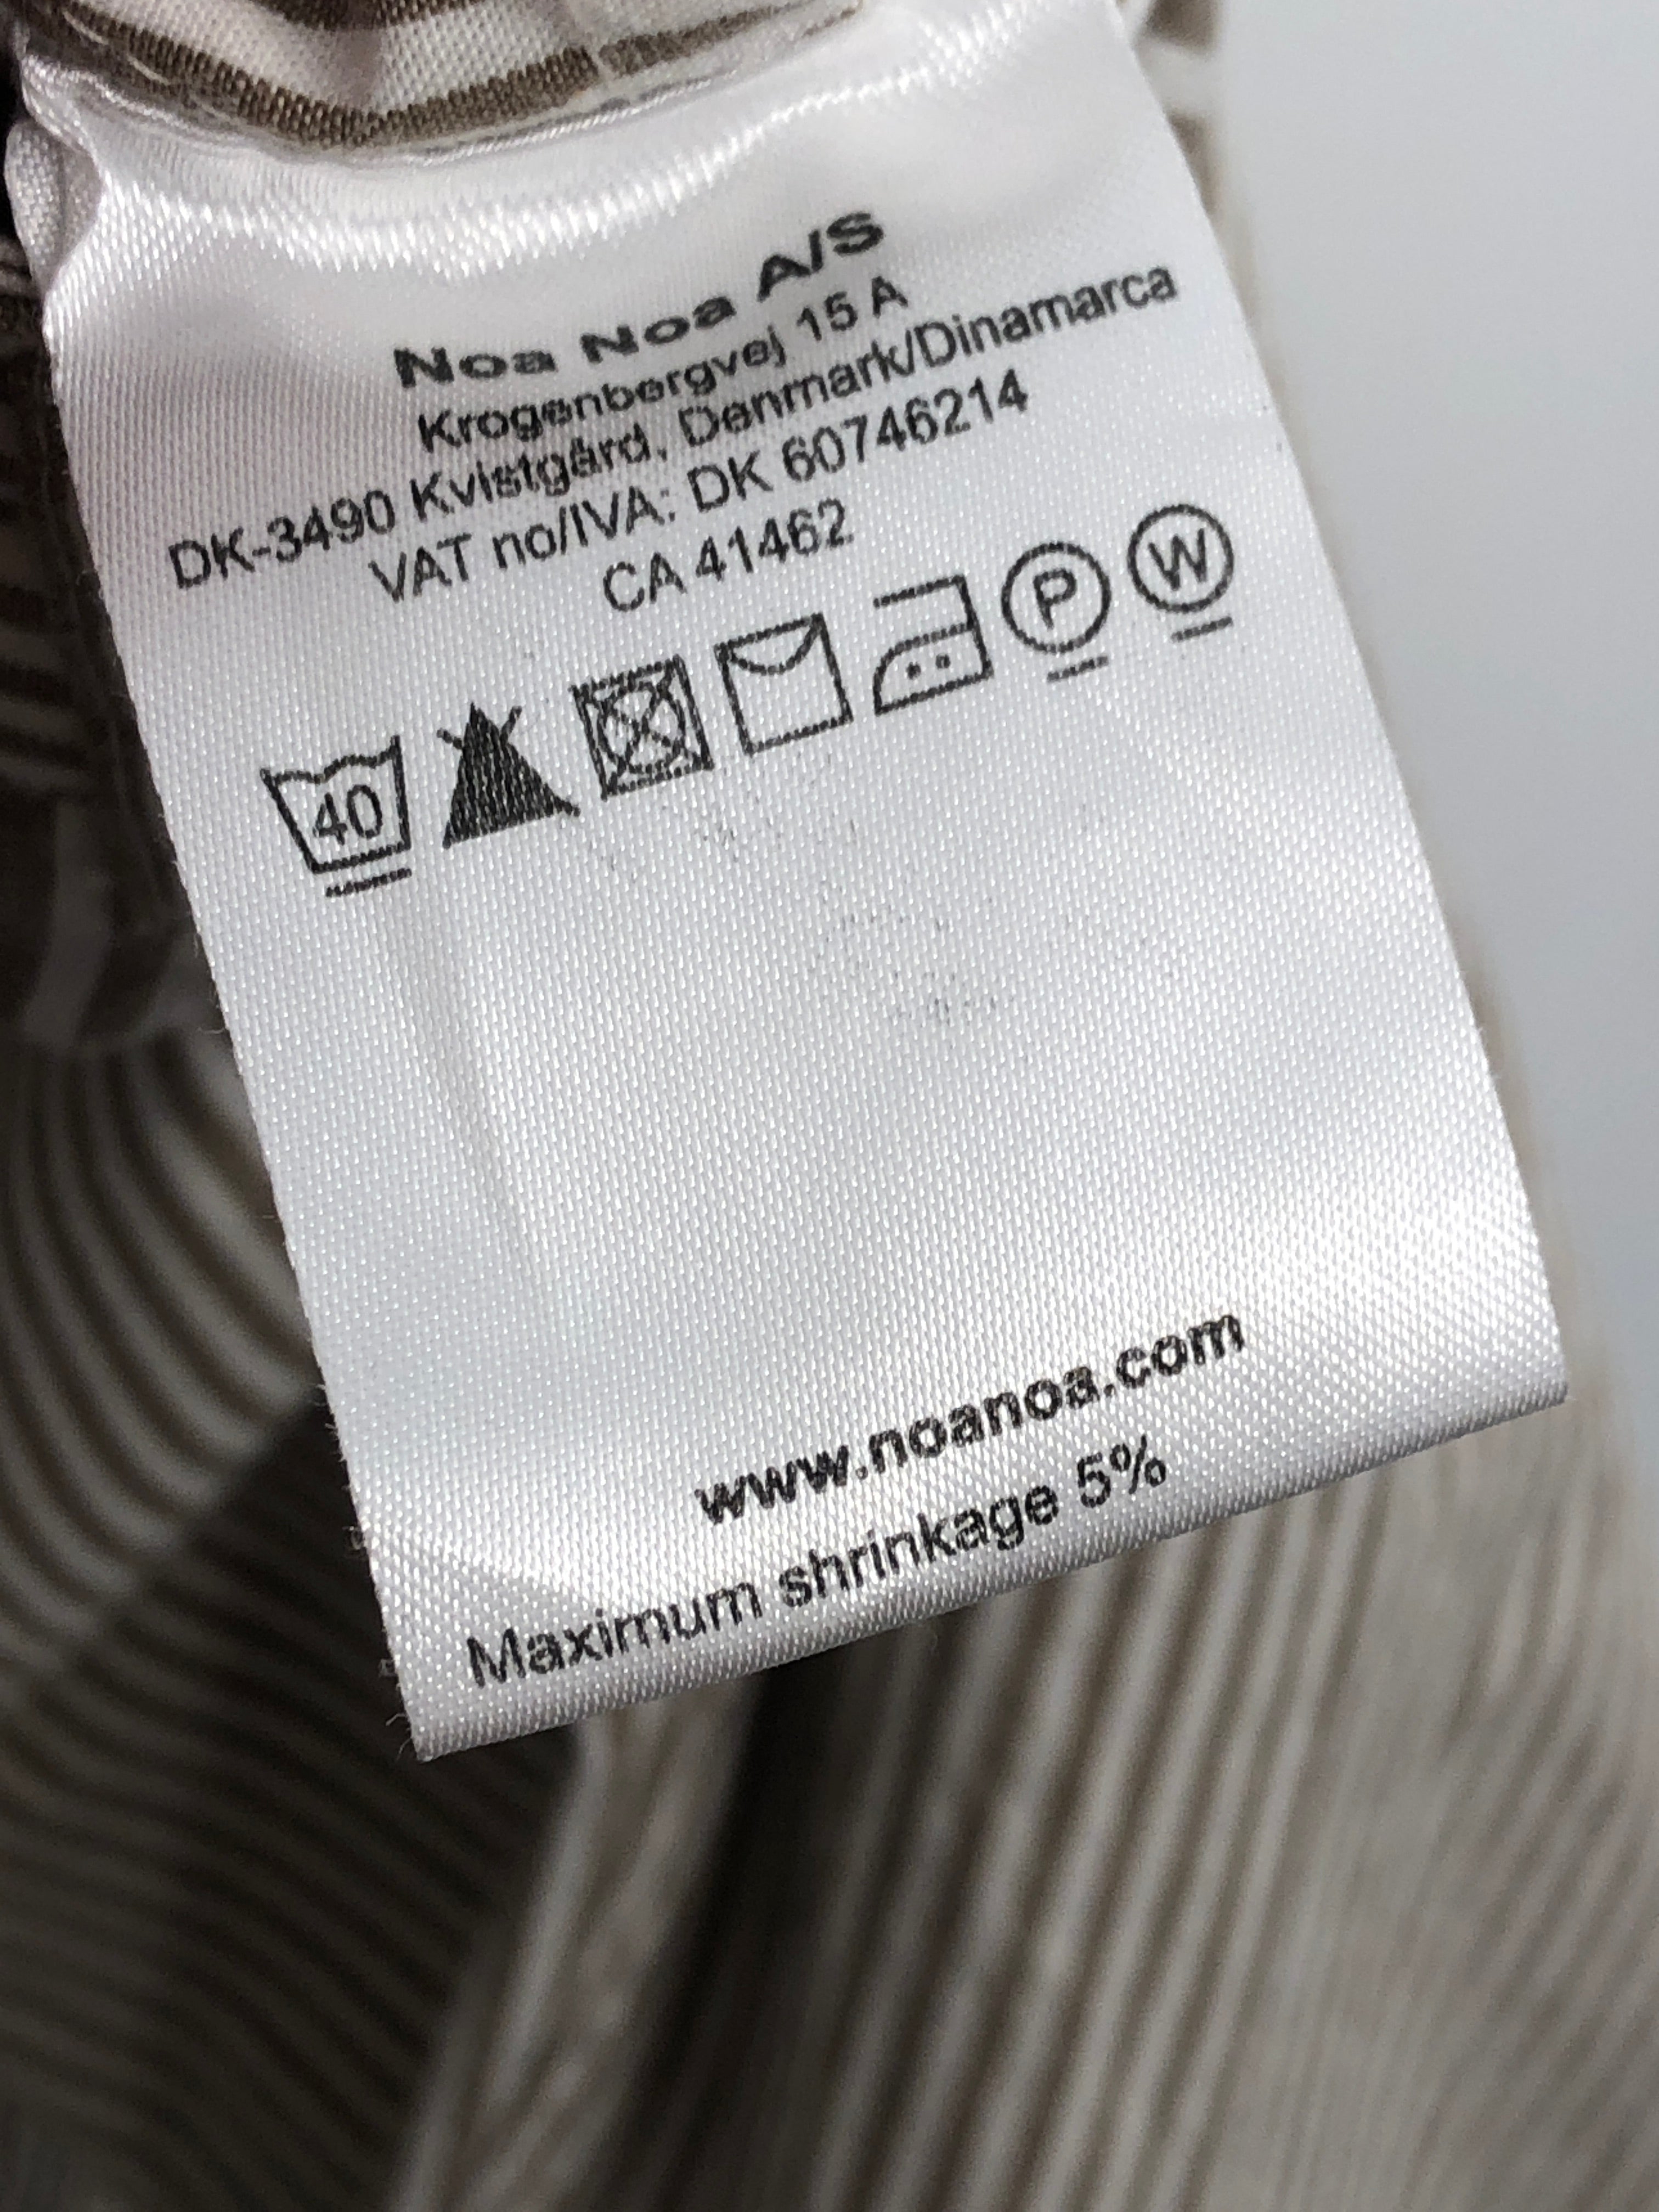 Noa Noa A/S
Krogenbergvej 15 A
DK-3490 Kvistgård, Denmark/Dinamarca
VAT no/IVA: DK 60746214
CA 41462
40 P W
www.noanoa.com
Maximum shrinkage 5%